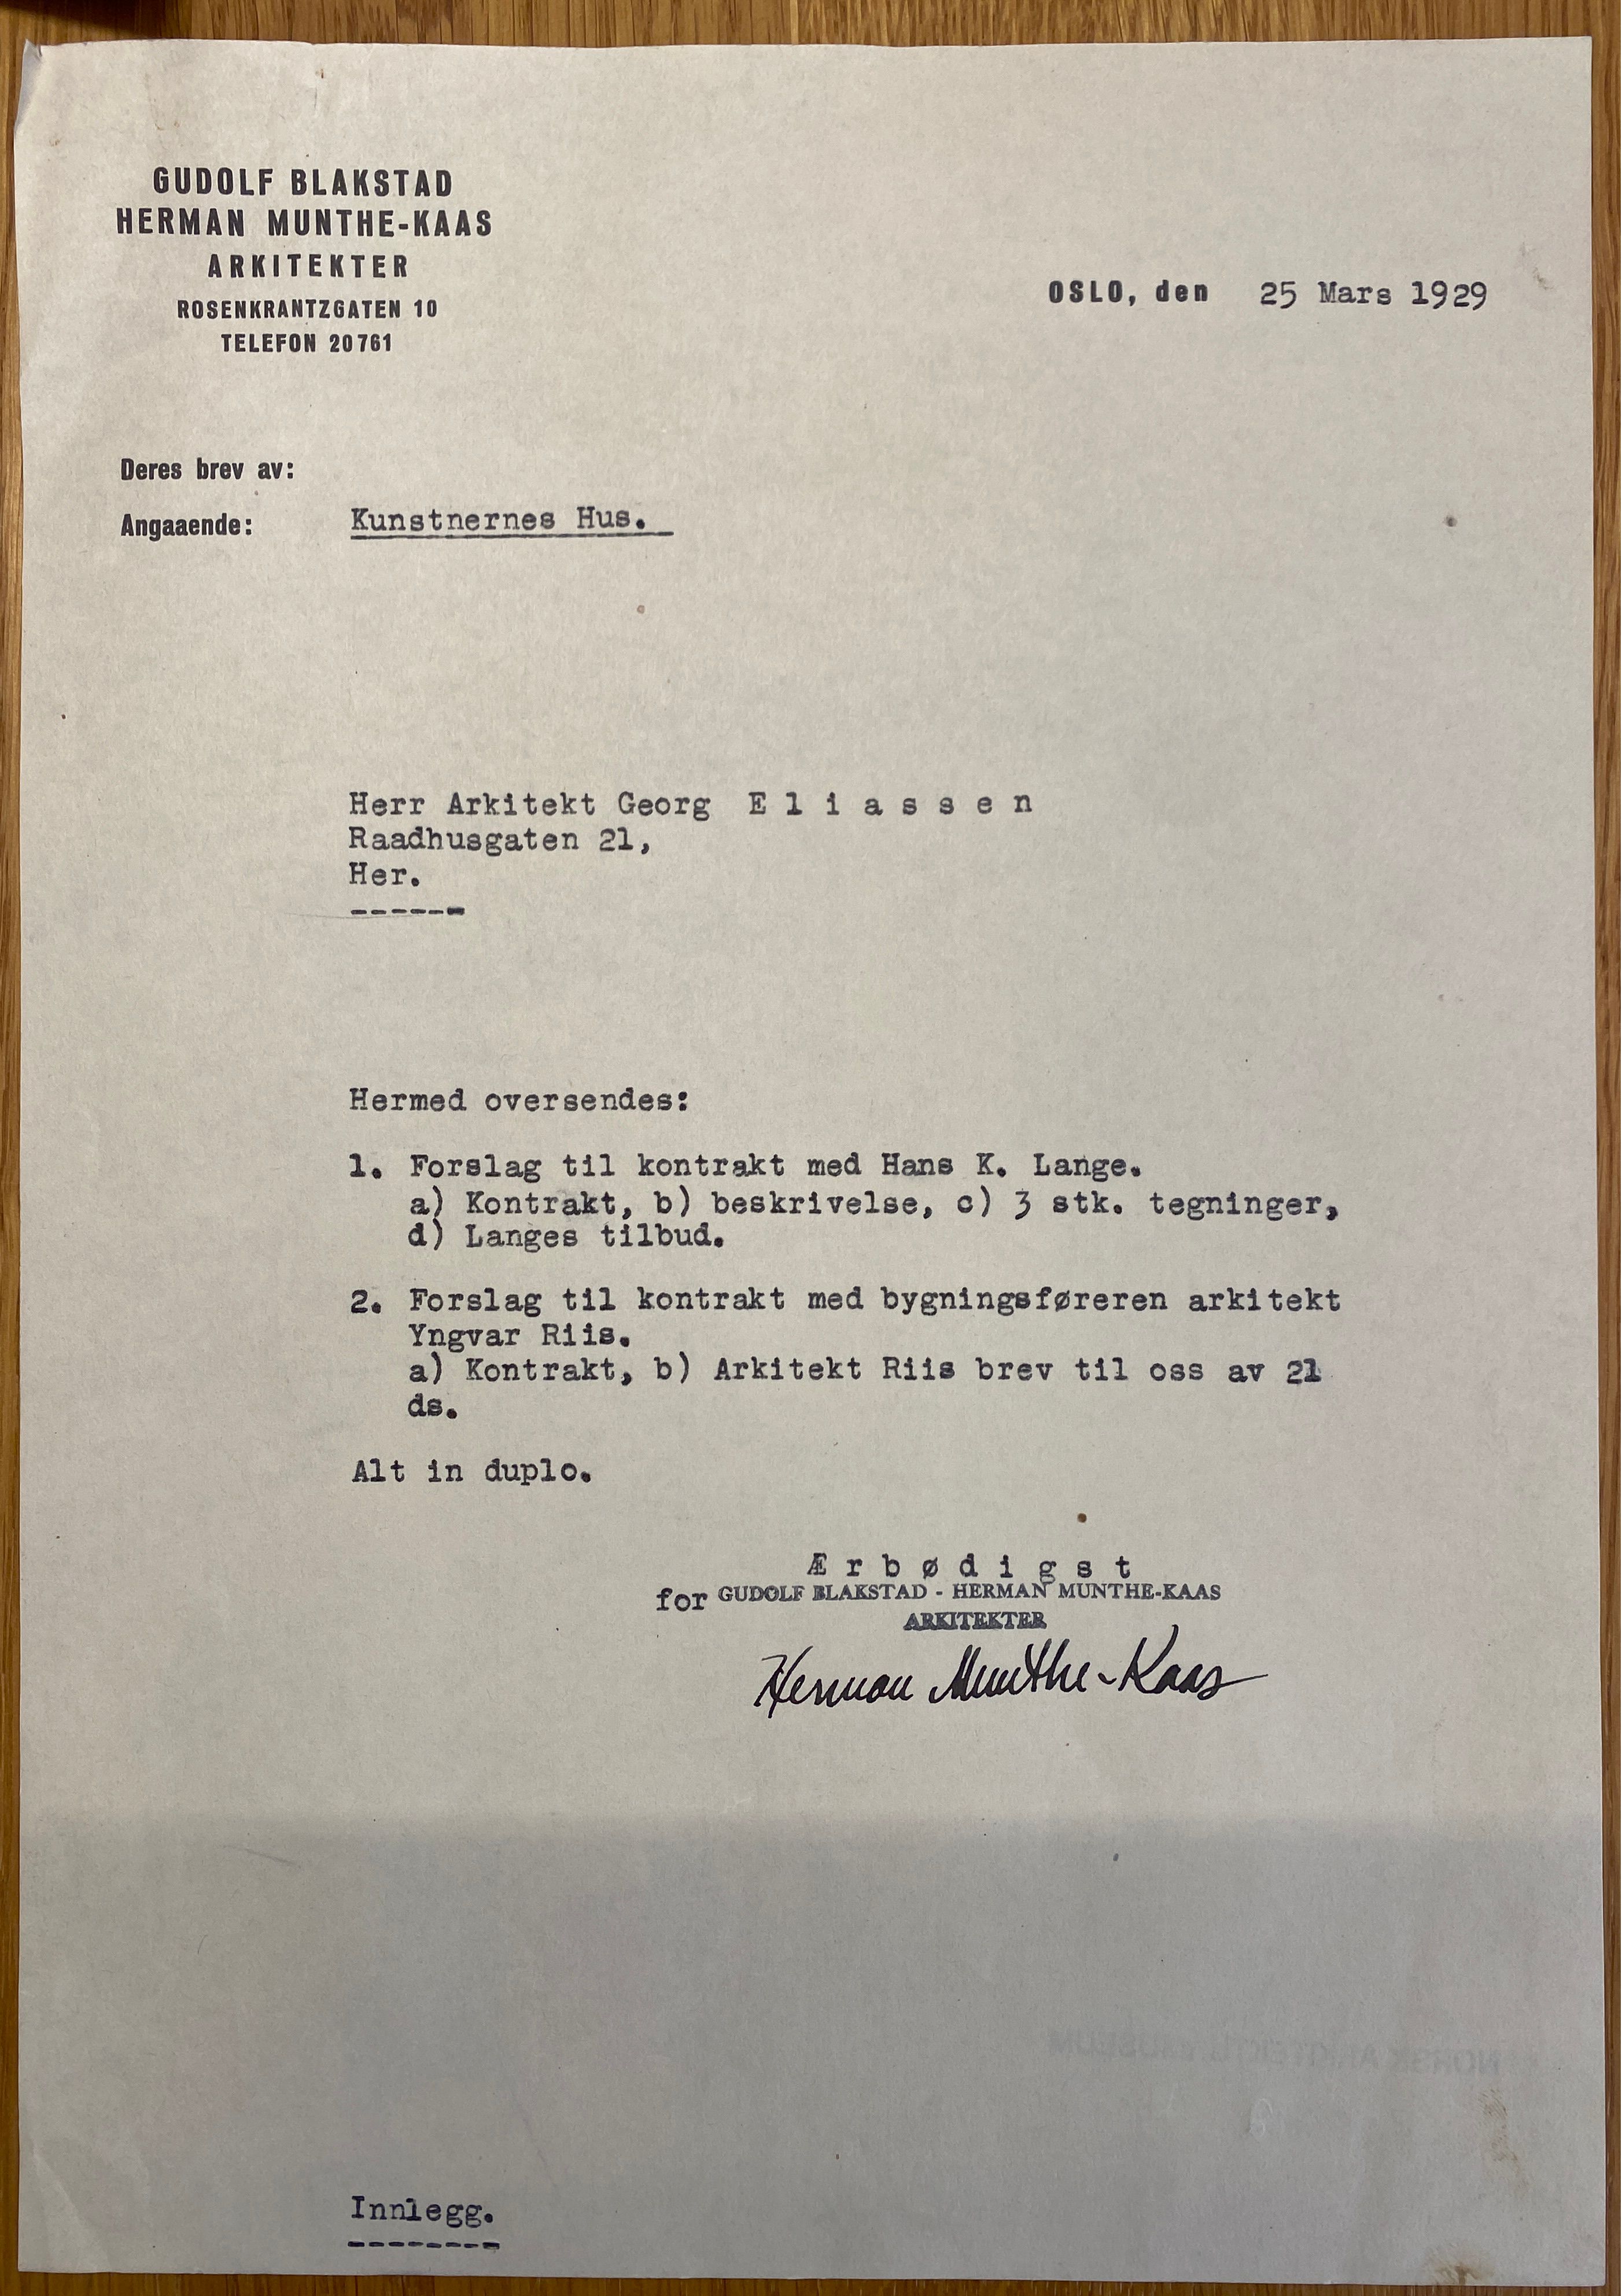 GUDOLF BLAKSTAD
HERMAN MUNTHE-KAAS
ARKITEKTER
ROSENKRANTZGATEN 10
TELEFON 20761
OSLO, den 25 Mars 1929
Deres brev av:
Angaaende: Kunstnernes Hus.
Herr Arkitekt Georg E l i a s s e n
Raadhusgaten 21,
Her.
------
Hermed oversendes:
1. Forslag til kontrakt med Hans K. Lange.
a) Kontrakt, b) beskrivelse, c) 3 stk. tegninger,
d) Langes tilbud.
2. Forslag til kontrakt med bygningsføreren arkitekt
Yngvar Riis.
a) Kontrakt, b) Arkitekt Riis brev til oss av 21
ds.
Alt in duplo.
Æ r b ø d i g s t
for GUDOLF BLAKSTAD - HERMAN MUNTHE-KAAS
ARKITEKTER
Herman Munthe-Kaas
NORSK ARKITEKTURMUSEUM
Innlegg.
--------